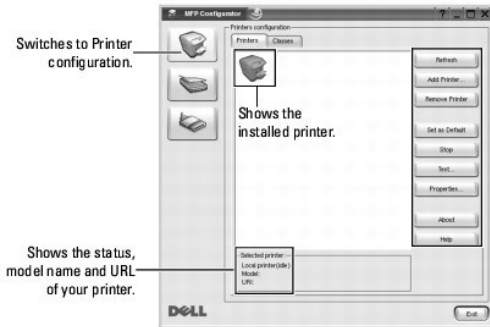 MFP Configurator
Switches to Printer
configuration.
Printers configuration
Printers Classes
Shows the
installed printer.
Refresh
Add Printer...
Remove Printer
Set as Default
Stop
Test...
Properties...
About
Help
Shows the status,
model name and URL
of your printer.
Selected printer:
Local printer(idle)
Model:
URI:
DELL
Exit